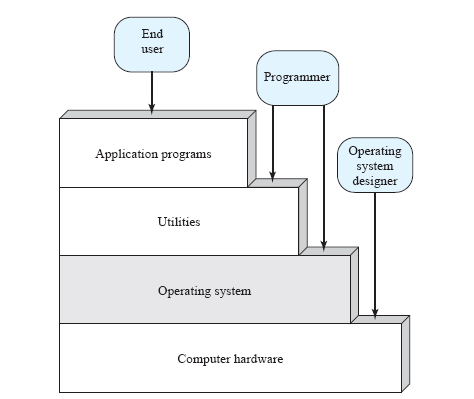 End
user
Programmer
Operating
system
designer
Application programs
Utilities
Operating system
Computer hardware